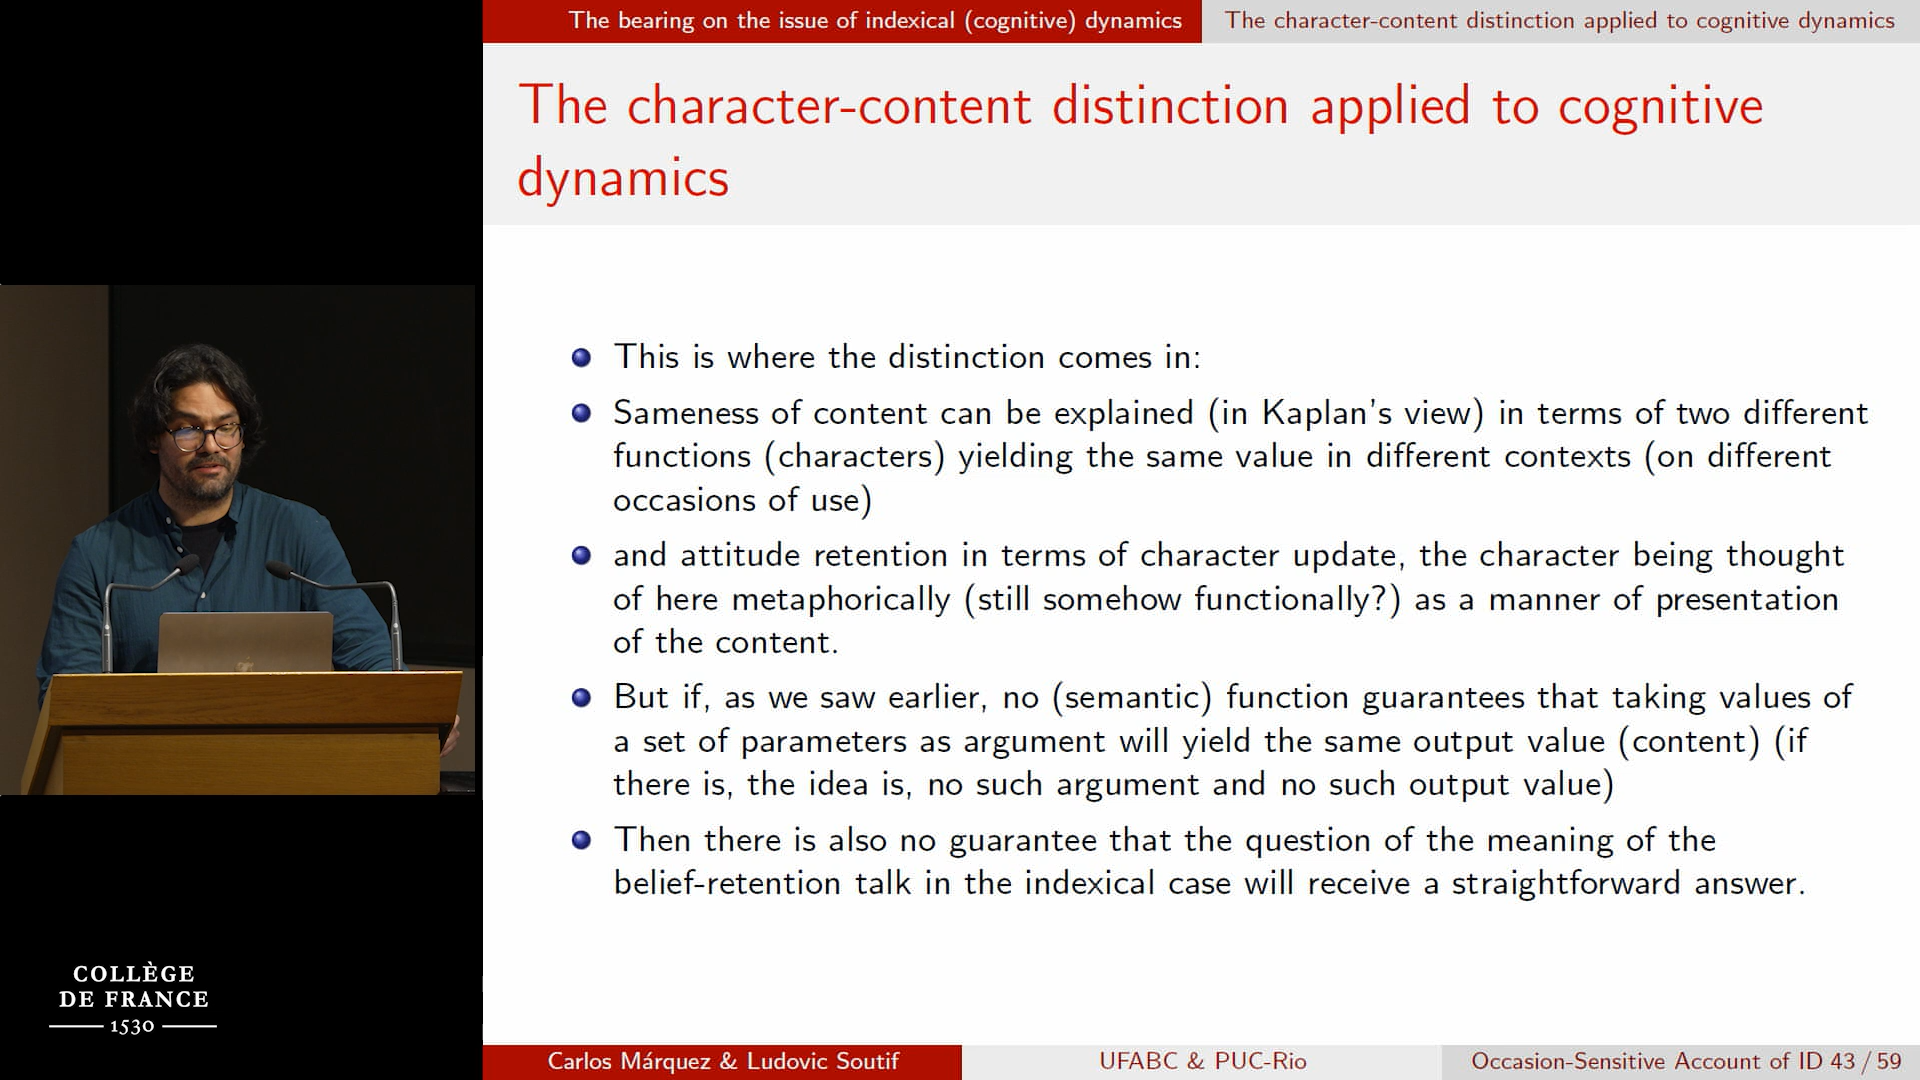 The bearing on the issue of indexical (cognitive) dynamics
The character-content distinction applied to cognitive dynamics
The character-content distinction applied to cognitive
dynamics
This is where the distinction comes in:
Sameness of content can be explained (in Kaplan's view) in terms of two different
functions (characters) yielding the same value in different contexts (on different
occasions of use)
and attitude retention in terms of character update, the character being thought
of here metaphorically (still somehow functionally?) as a manner of presentation
of the content.
But if, as we saw earlier, no (semantic) function guarantees that taking values of
a set of parameters as argument will yield the same output value (content) (if
there is, the idea is, no such argument and no such output value)
Then there is also no guarantee that the question of the meaning of the
belief-retention talk in the indexical case will receive a straightforward answer.
COLLÈGE
DE FRANCE
1530
Carlos Márquez & Ludovic Soutif
UFABC & PUC-Rio
Occasion-Sensitive Account of ID 43 / 59